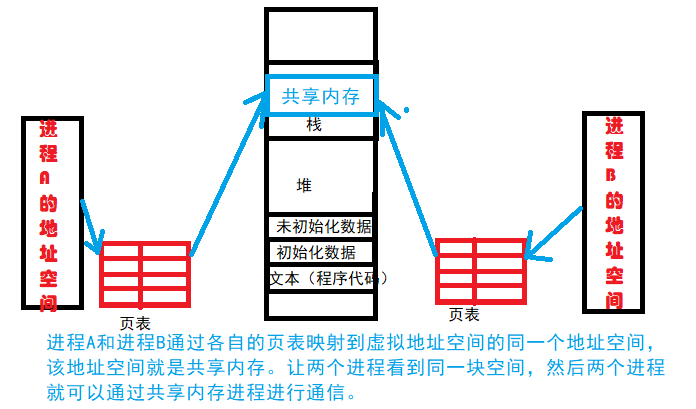 共享内存
栈
堆
未初始化数据
初始化数据
文本（程序代码）
进程A的地址空间
页表
进程B的地址空间
页表
进程A和进程B通过各自的页表映射到虚拟地址空间的同一个地址空间，
该地址空间就是共享内存。让两个进程看到同一块空间，然后两个进程
就可以通过共享内存进程进行通信。